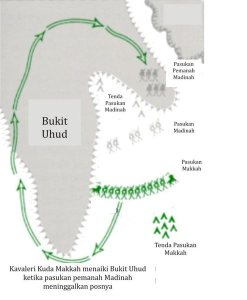 Pasukan
Pemanah
Madinah
Tenda
Pasukan
Madinah
Bukit
Uhud
Pasukan
Madinah
Pasukan
Makkah
Tenda Pasukan
Makkah
Kavaleri Kuda Makkah menaiki Bukit Uhud
ketika pasukan pemanah Madinah
meninggalkan posnya